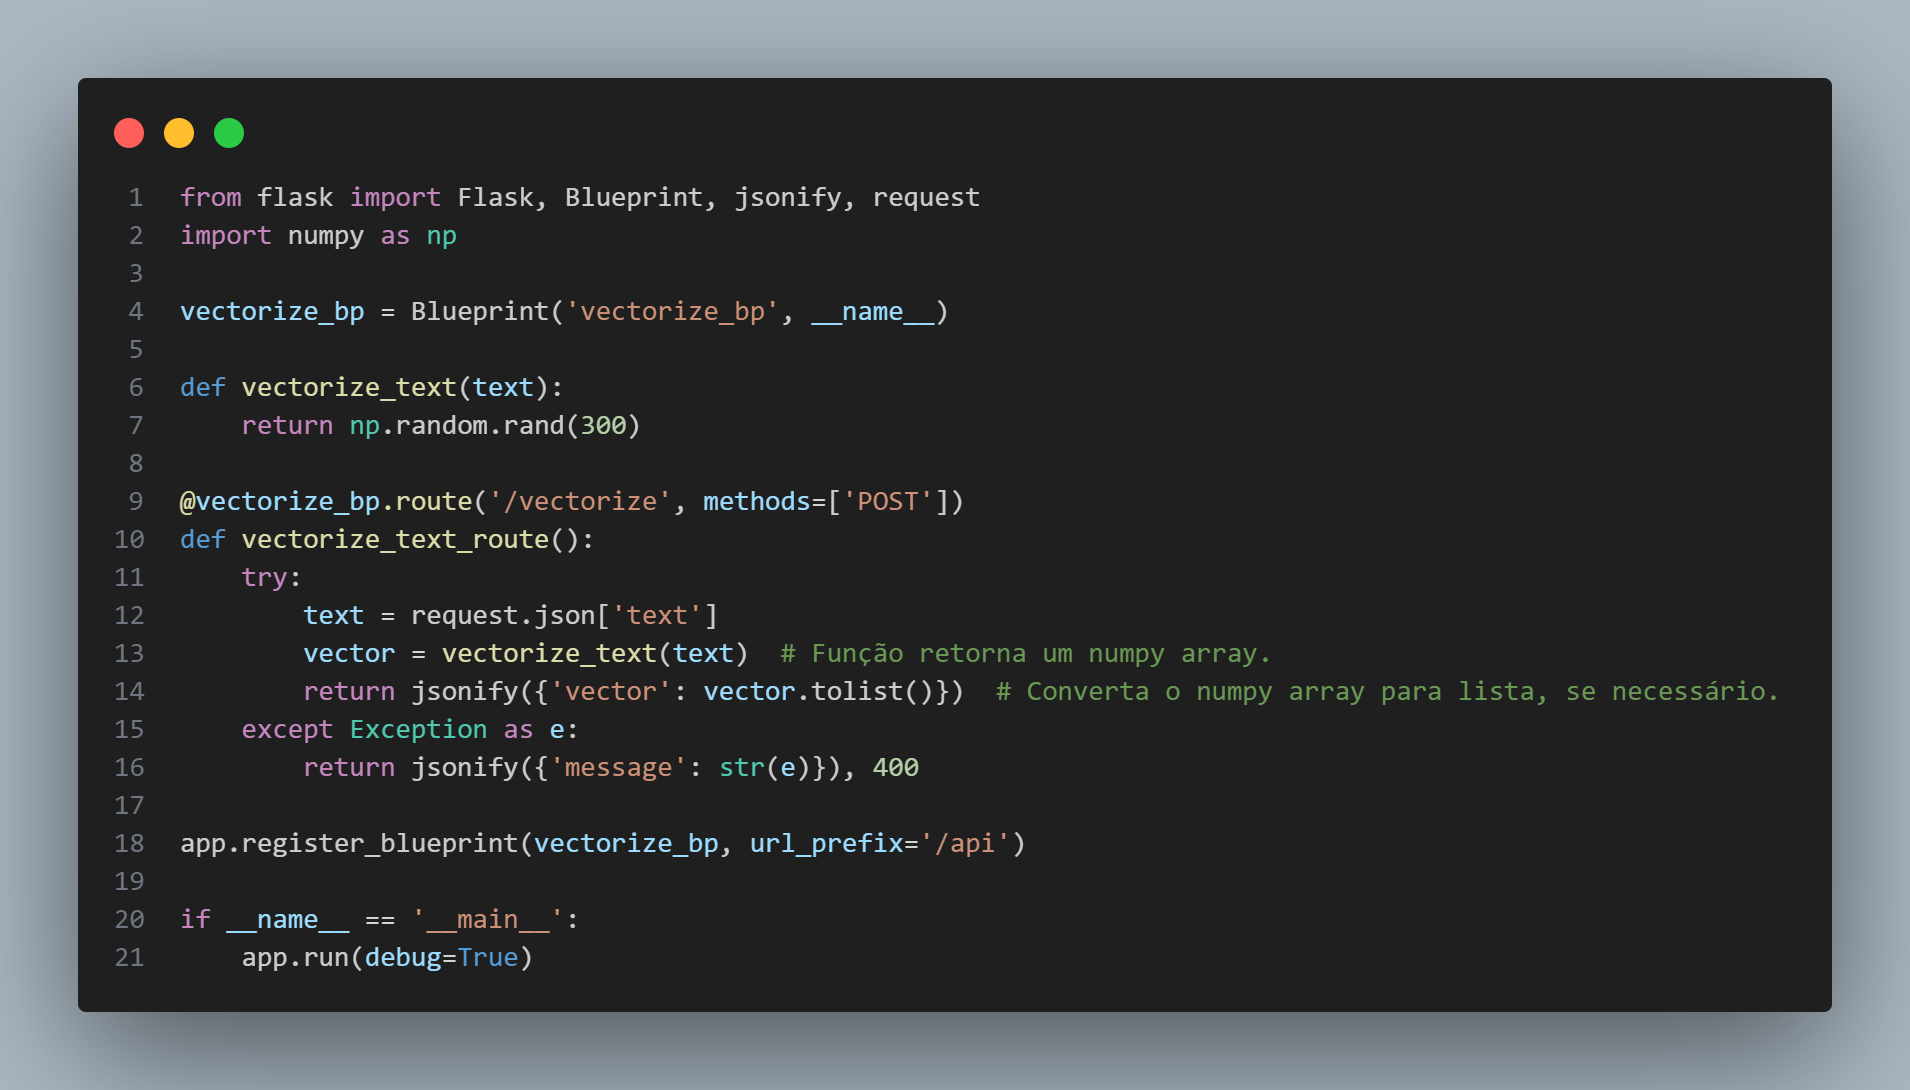 1 from flask import Flask, Blueprint, jsonify, request
2 import numpy as np
3
4 vectorize_bp = Blueprint('vectorize_bp', __name__)
5
6 def vectorize_text(text):
7     return np.random.rand(300)
8
9 @vectorize_bp.route('/vectorize', methods=['POST'])
10 def vectorize_text_route():
11     try:
12         text = request.json['text']
13         vector = vectorize_text(text)  # Função retorna um numpy array.
14         return jsonify({'vector': vector.tolist()})  # Converta o numpy array para lista, se necessário.
15     except Exception as e:
16         return jsonify({'message': str(e)}), 400
17
18 app.register_blueprint(vectorize_bp, url_prefix='/api')
19
20 if __name__ == '__main__':
21     app.run(debug=True)